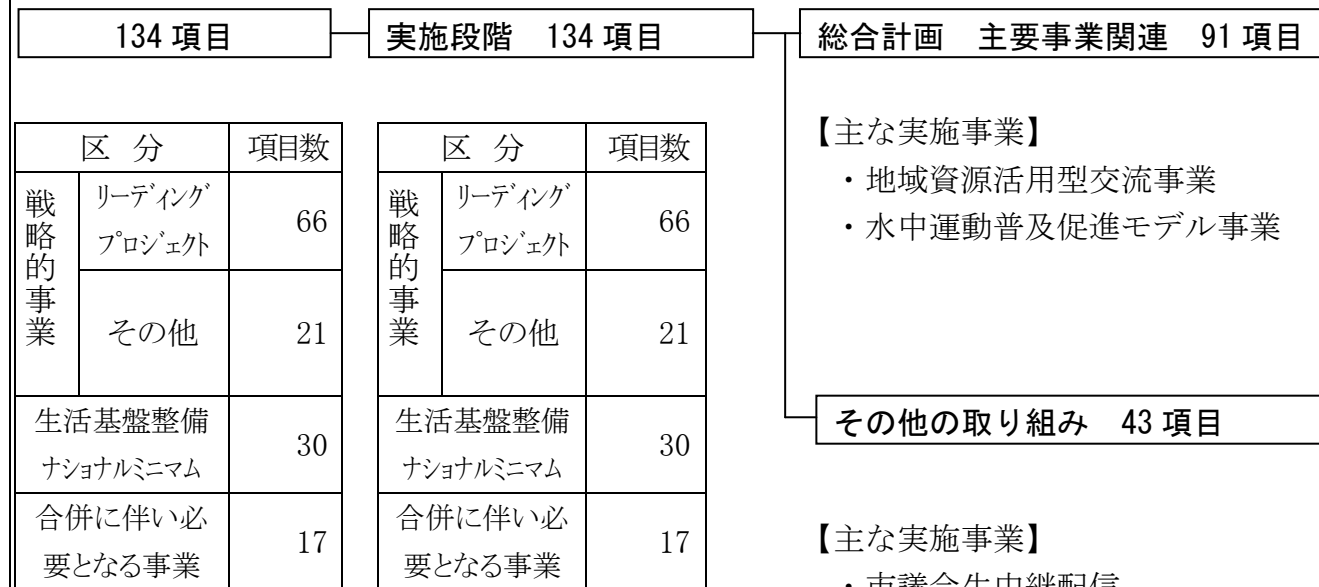 134 項目
実施段階 134 項目
総合計画 主要事業関連 91 項目
区 分 項目数
戦略的事業
リーディング
プロジェクト
66
その他 21
生活基盤整備
ナショナルミニマム
30
合併に伴い必
要となる事業
17
区 分 項目数
戦略的事業
リーディング
プロジェクト
66
その他 21
生活基盤整備
ナショナルミニマム
30
合併に伴い必
要となる事業
17
【主な実施事業】
・地域資源活用型交流事業
・水中運動普及促進モデル事業
その他の取り組み 43 項目
【主な実施事業】
・市議会生中継配信